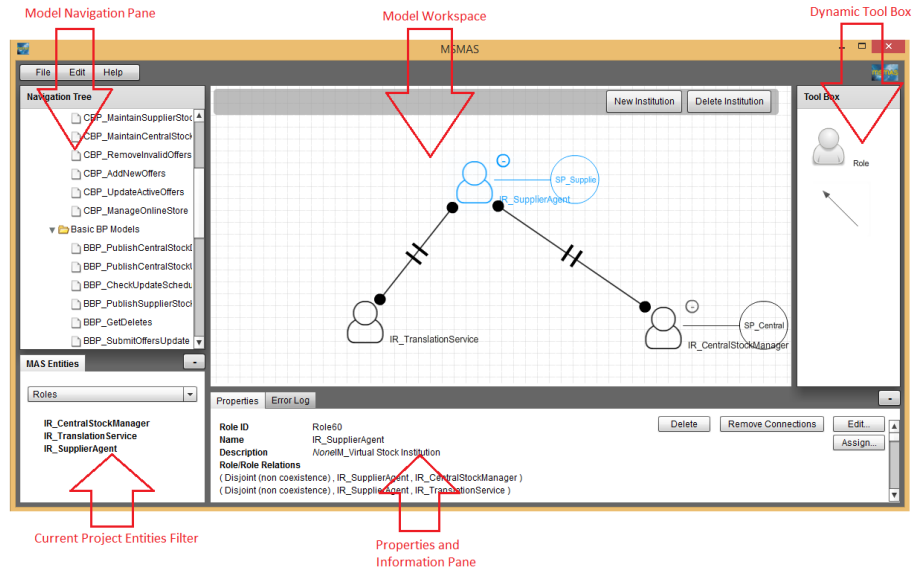 Model Navigation Pane
Model Workspace
Dynamic Tool Box
MSMAS
File Edit Help
Navigation Tree
CBP_MaintainSupplierStoc
CBP_MaintainCentralStock
CBP_RemoveInvalidOffers
CBP_AddNewOffers
CBP_UpdateActiveOffers
CBP_ManageOnlineStore
Basic BP Models
BBP_PublishCentralStock
BBP_PublishCentralStock
BBP_CheckUpdateSchedu
BBP_PublishSupplierStoc
BBP_GetDeletes
BBP_SubmitOffersUpdate
New Institution Delete Institution
SP_Supplie
IR_SupplierAgent
IR_TranslationService
SP_Central
IR_CentralStockManager
Tool Box
Role
MAS Entities -
Roles
IR_CentralStockManager
IR_TranslationService
IR_SupplierAgent
Properties Error Log -
Role ID Role60
Name IR_SupplierAgent
Description NoneIM_Virtual Stock Institution
Role/Role Relations
( Disjoint (non coexistence) , IR_SupplierAgent , IR_CentralStockManager )
( Disjoint (non coexistence) , IR_SupplierAgent , IR_TranslationService )
Delete Remove Connections Edit...
Assign...
Current Project Entities Filter
Properties and
Information Pane